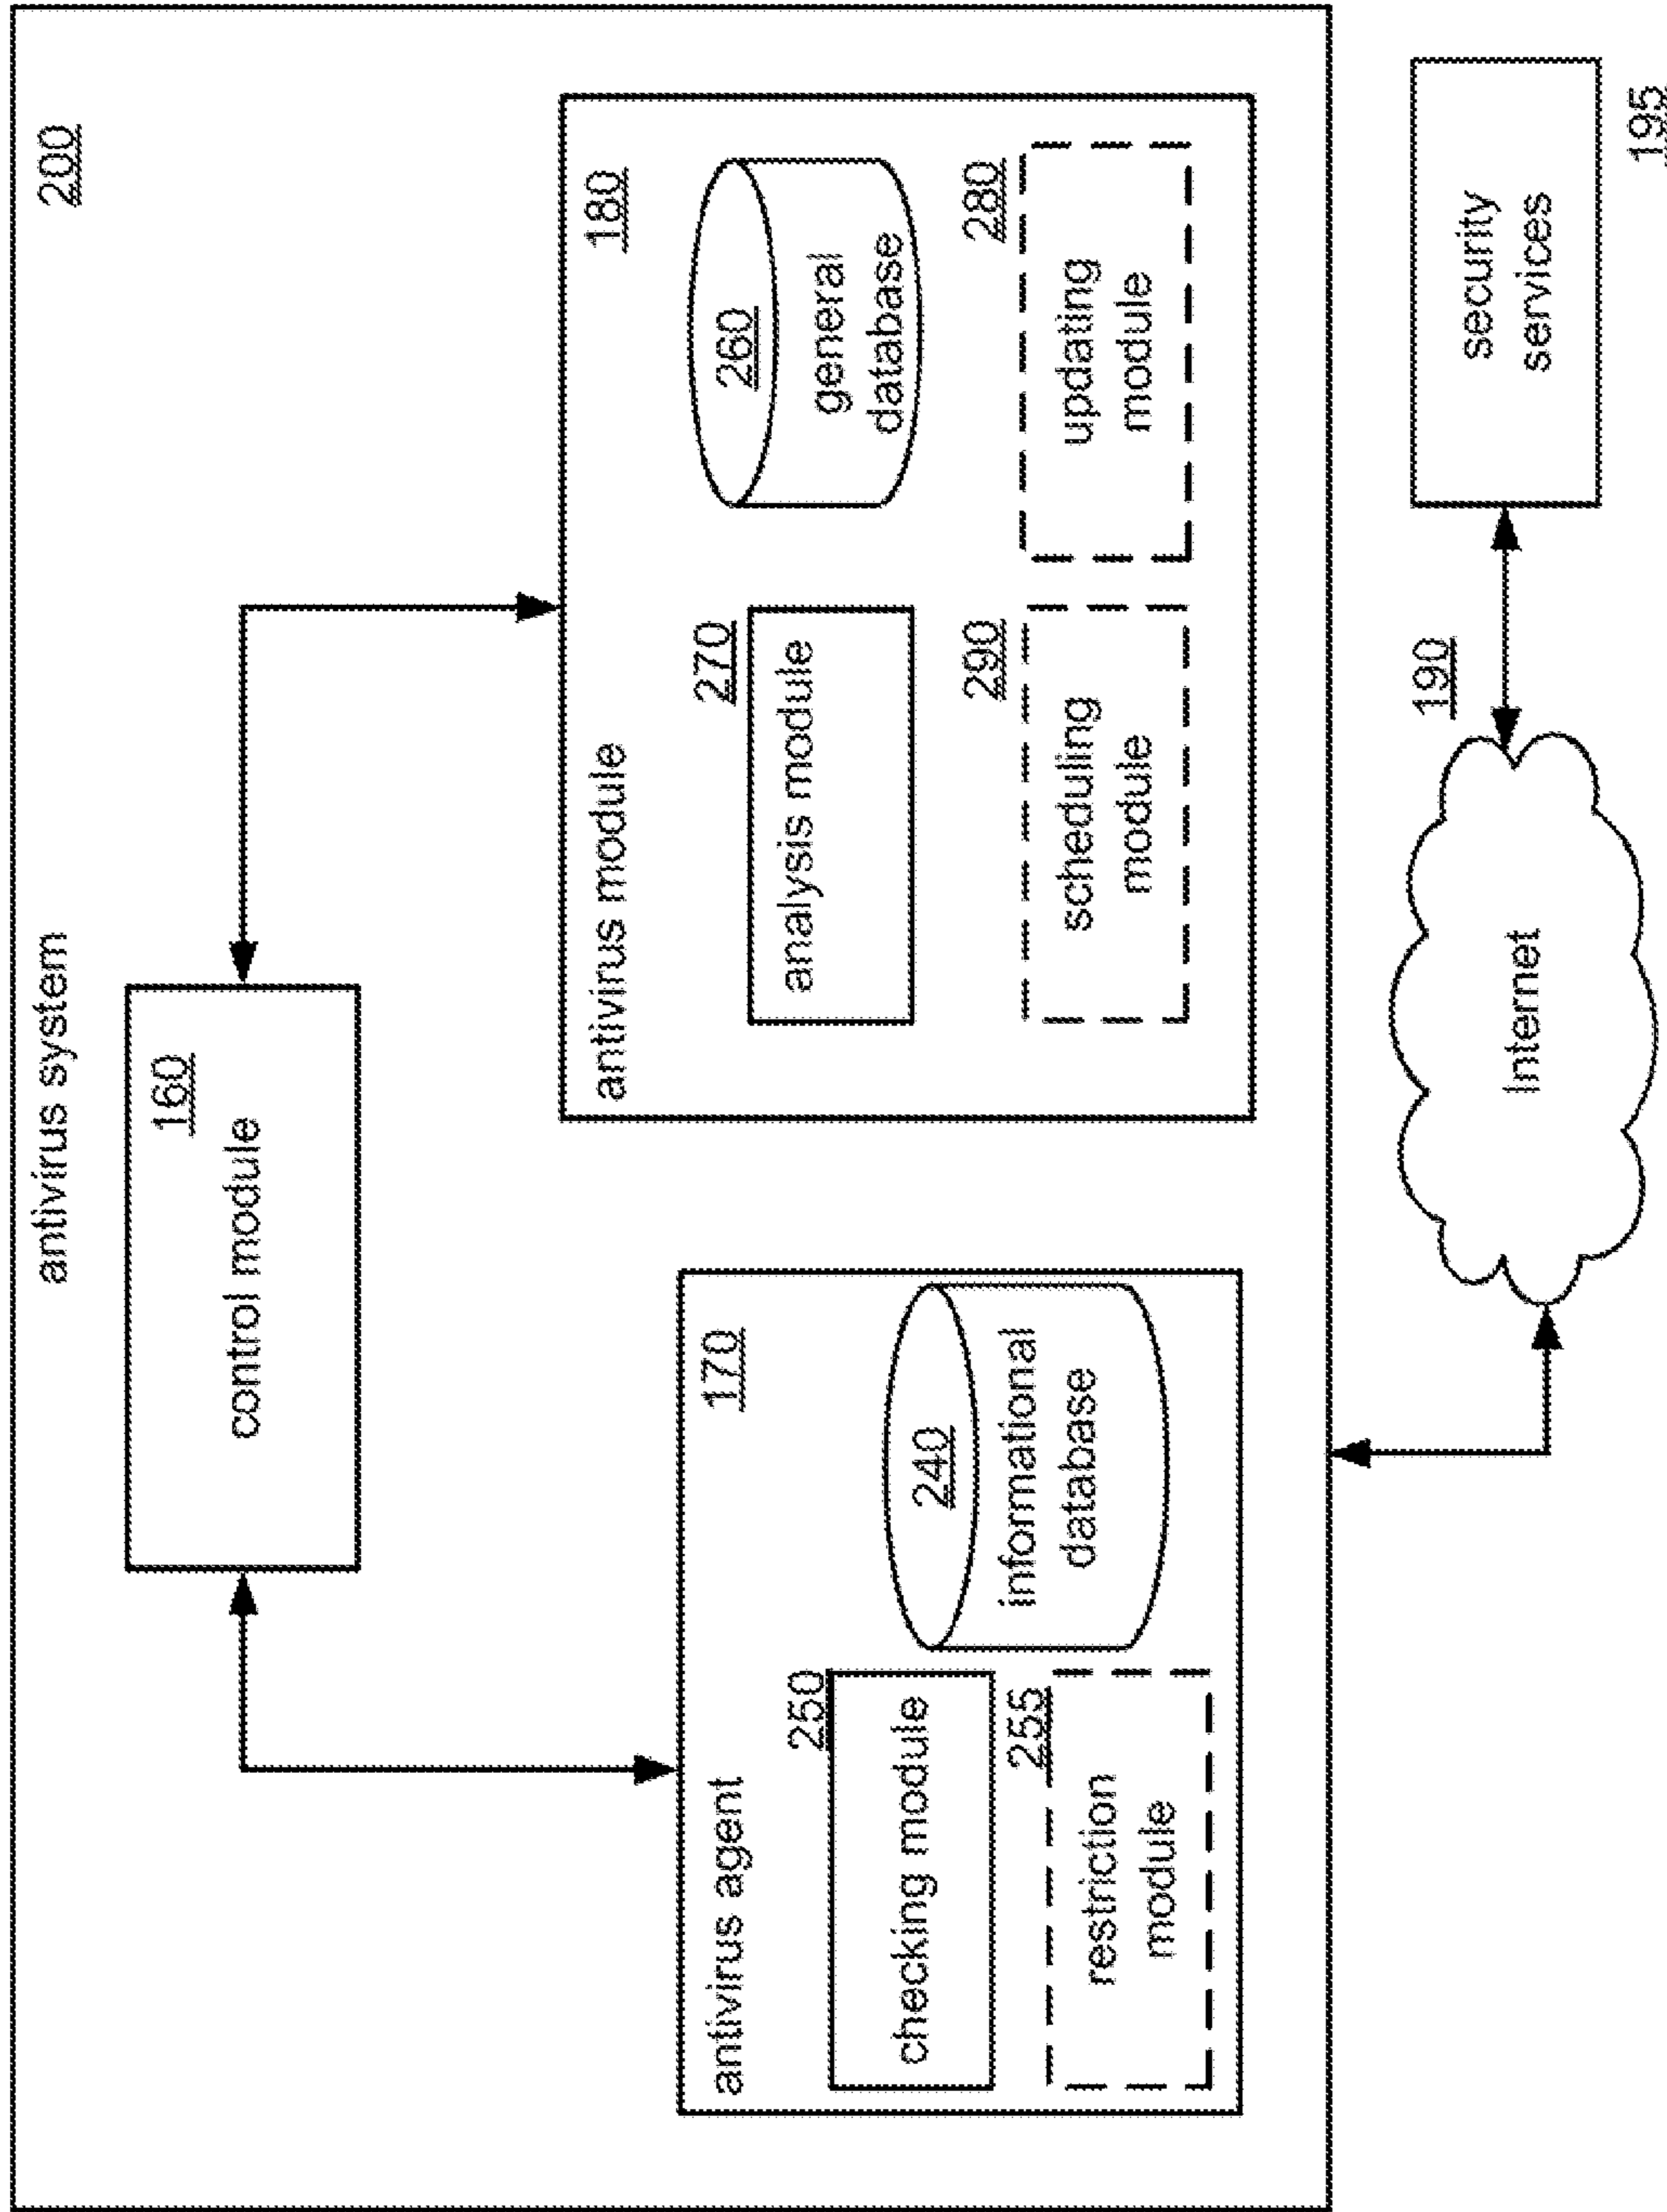 antivirus system
200
160
control module
antivirus agent
170
250
checking module
240
informational
database
255
restriction
module
antivirus module
180
270
analysis module
260
general
database
290
scheduling
module
280
updating
module
Internet
190
security
services
195